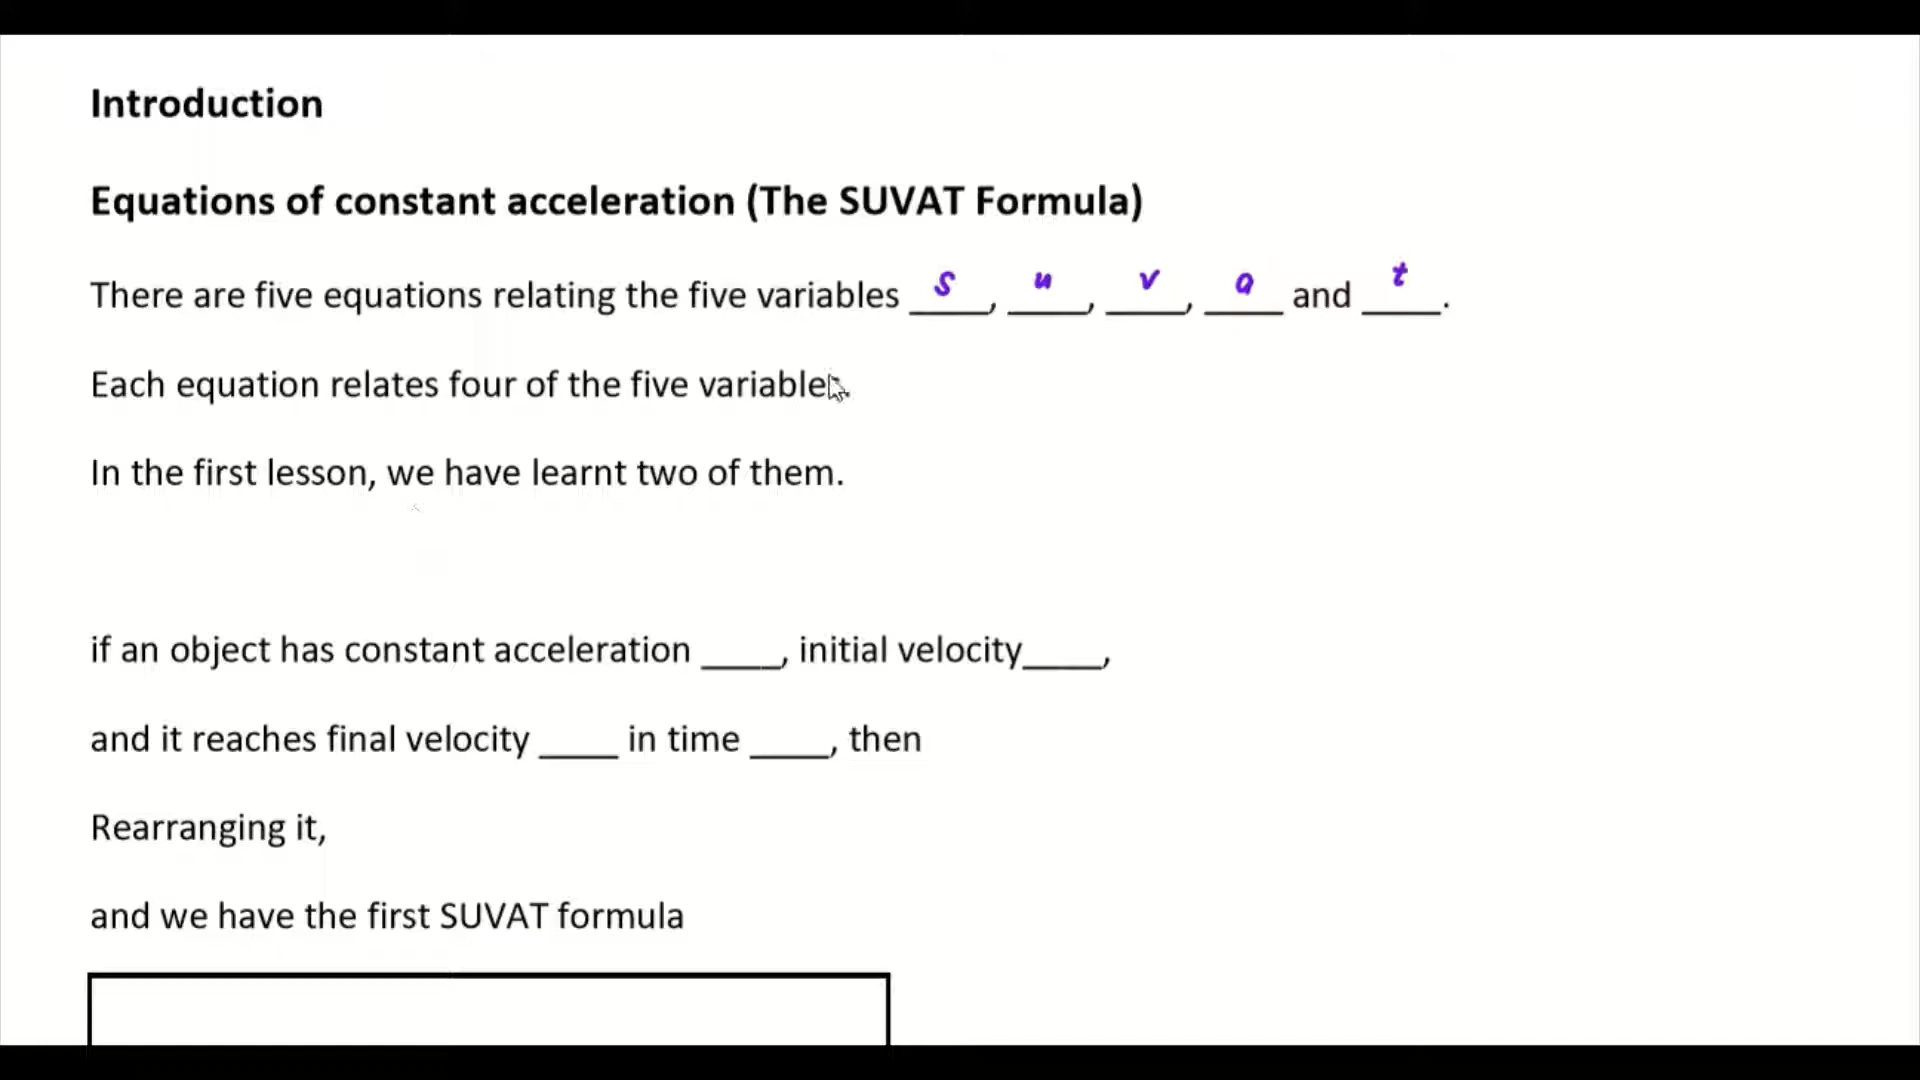 Introduction
Equations of constant acceleration (The SUVAT Formula)
There are five equations relating the five variables s, u, v, a and t.
Each equation relates four of the five variable
In the first lesson, we have learnt two of them.
if an object has constant acceleration ____, initial velocity____,
and it reaches final velocity ____ in time ____, then
Rearranging it,
and we have the first SUVAT formula